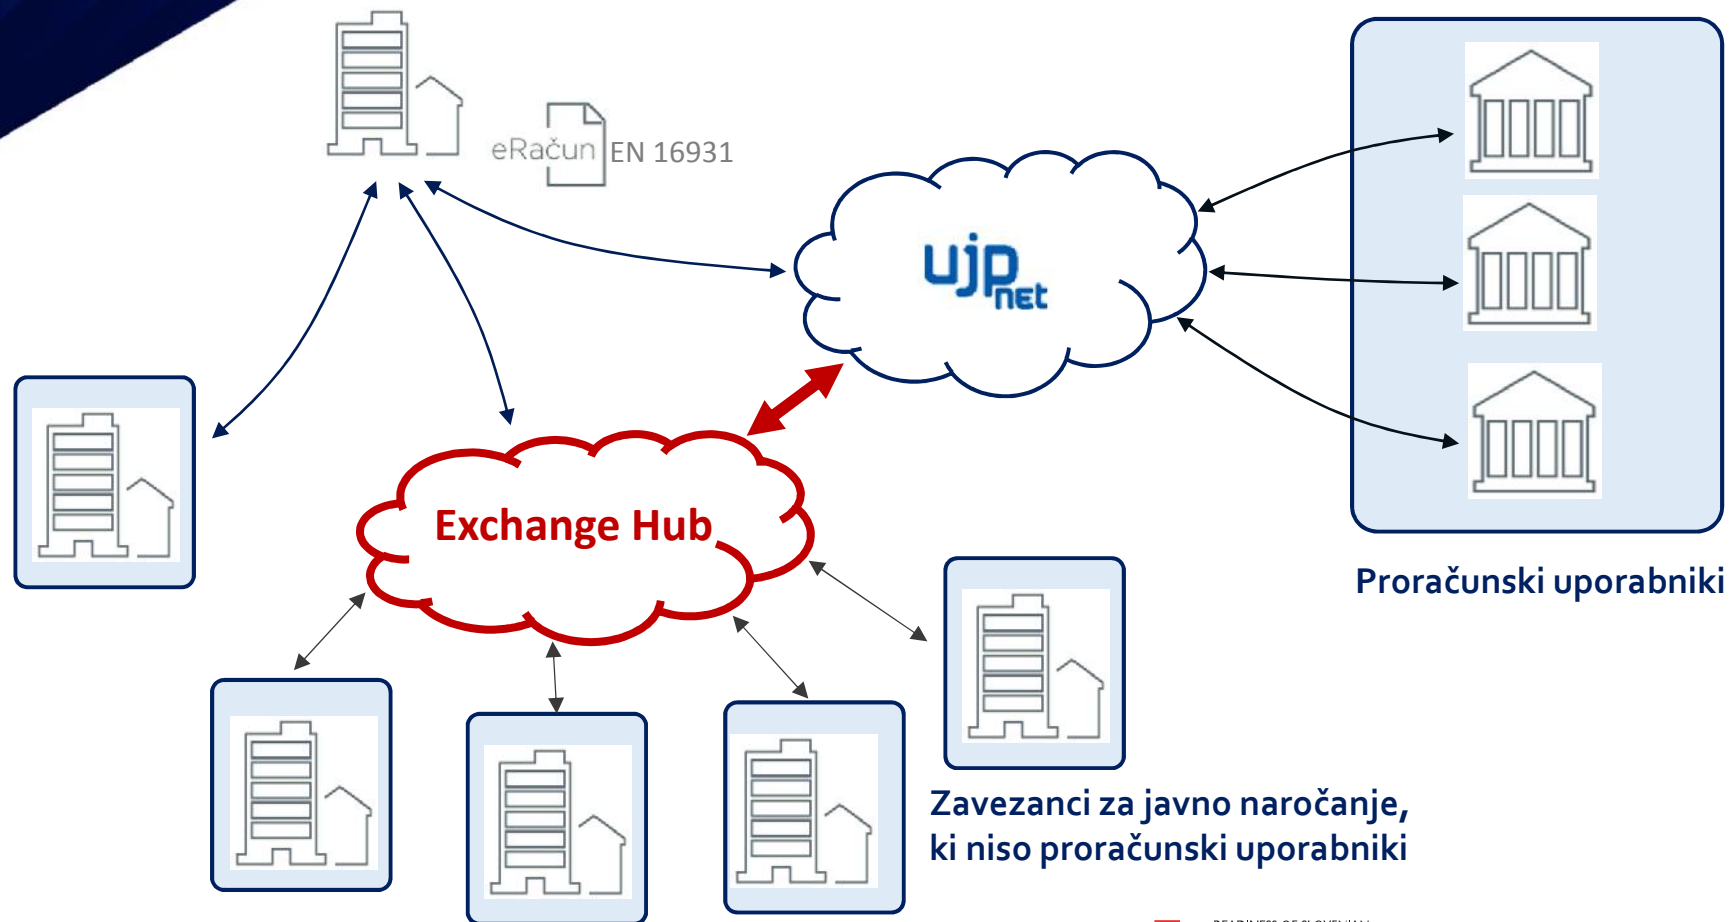 eRačun EN 16931
ujp
net
Exchange Hub
Proračunski uporabniki
Zavezanci za javno naročanje,
ki niso proračunski uporabniki